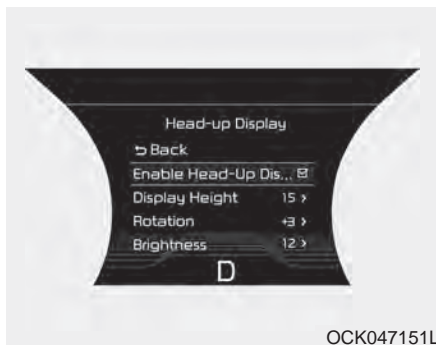 Head-up Display
⮌ Back
Enable Head-Up Dis... ☑
Display Height 15 >
Rotation +3 >
Brightness 12 >
D
OCK047151L